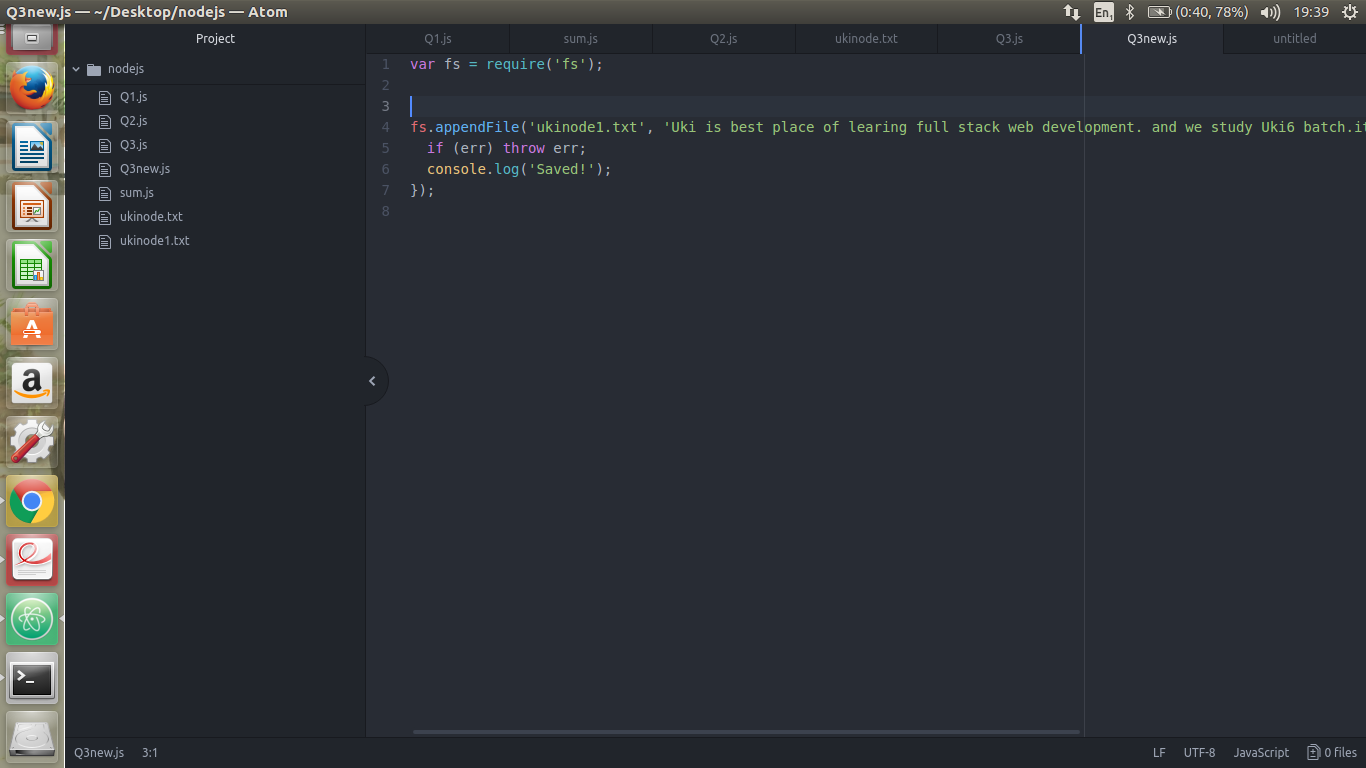 Q3new.js — ~/Desktop/nodejs — Atom
En1 (0:40, 78%) 19:39
Project
Q1.js sum.js Q2.js ukinode.txt Q3.js Q3new.js untitled
nodejs
Q1.js
Q2.js
Q3.js
Q3new.js
sum.js
ukinode.txt
ukinode1.txt
1 var fs = require('fs');
2
3
4 fs.appendFile('ukinode1.txt', 'Uki is best place of learing full stack web development. and we study Uki6 batch.it
5 if (err) throw err;
6 console.log('Saved!');
7 });
8
Q3new.js 3:1 LF UTF-8 JavaScript 0 files